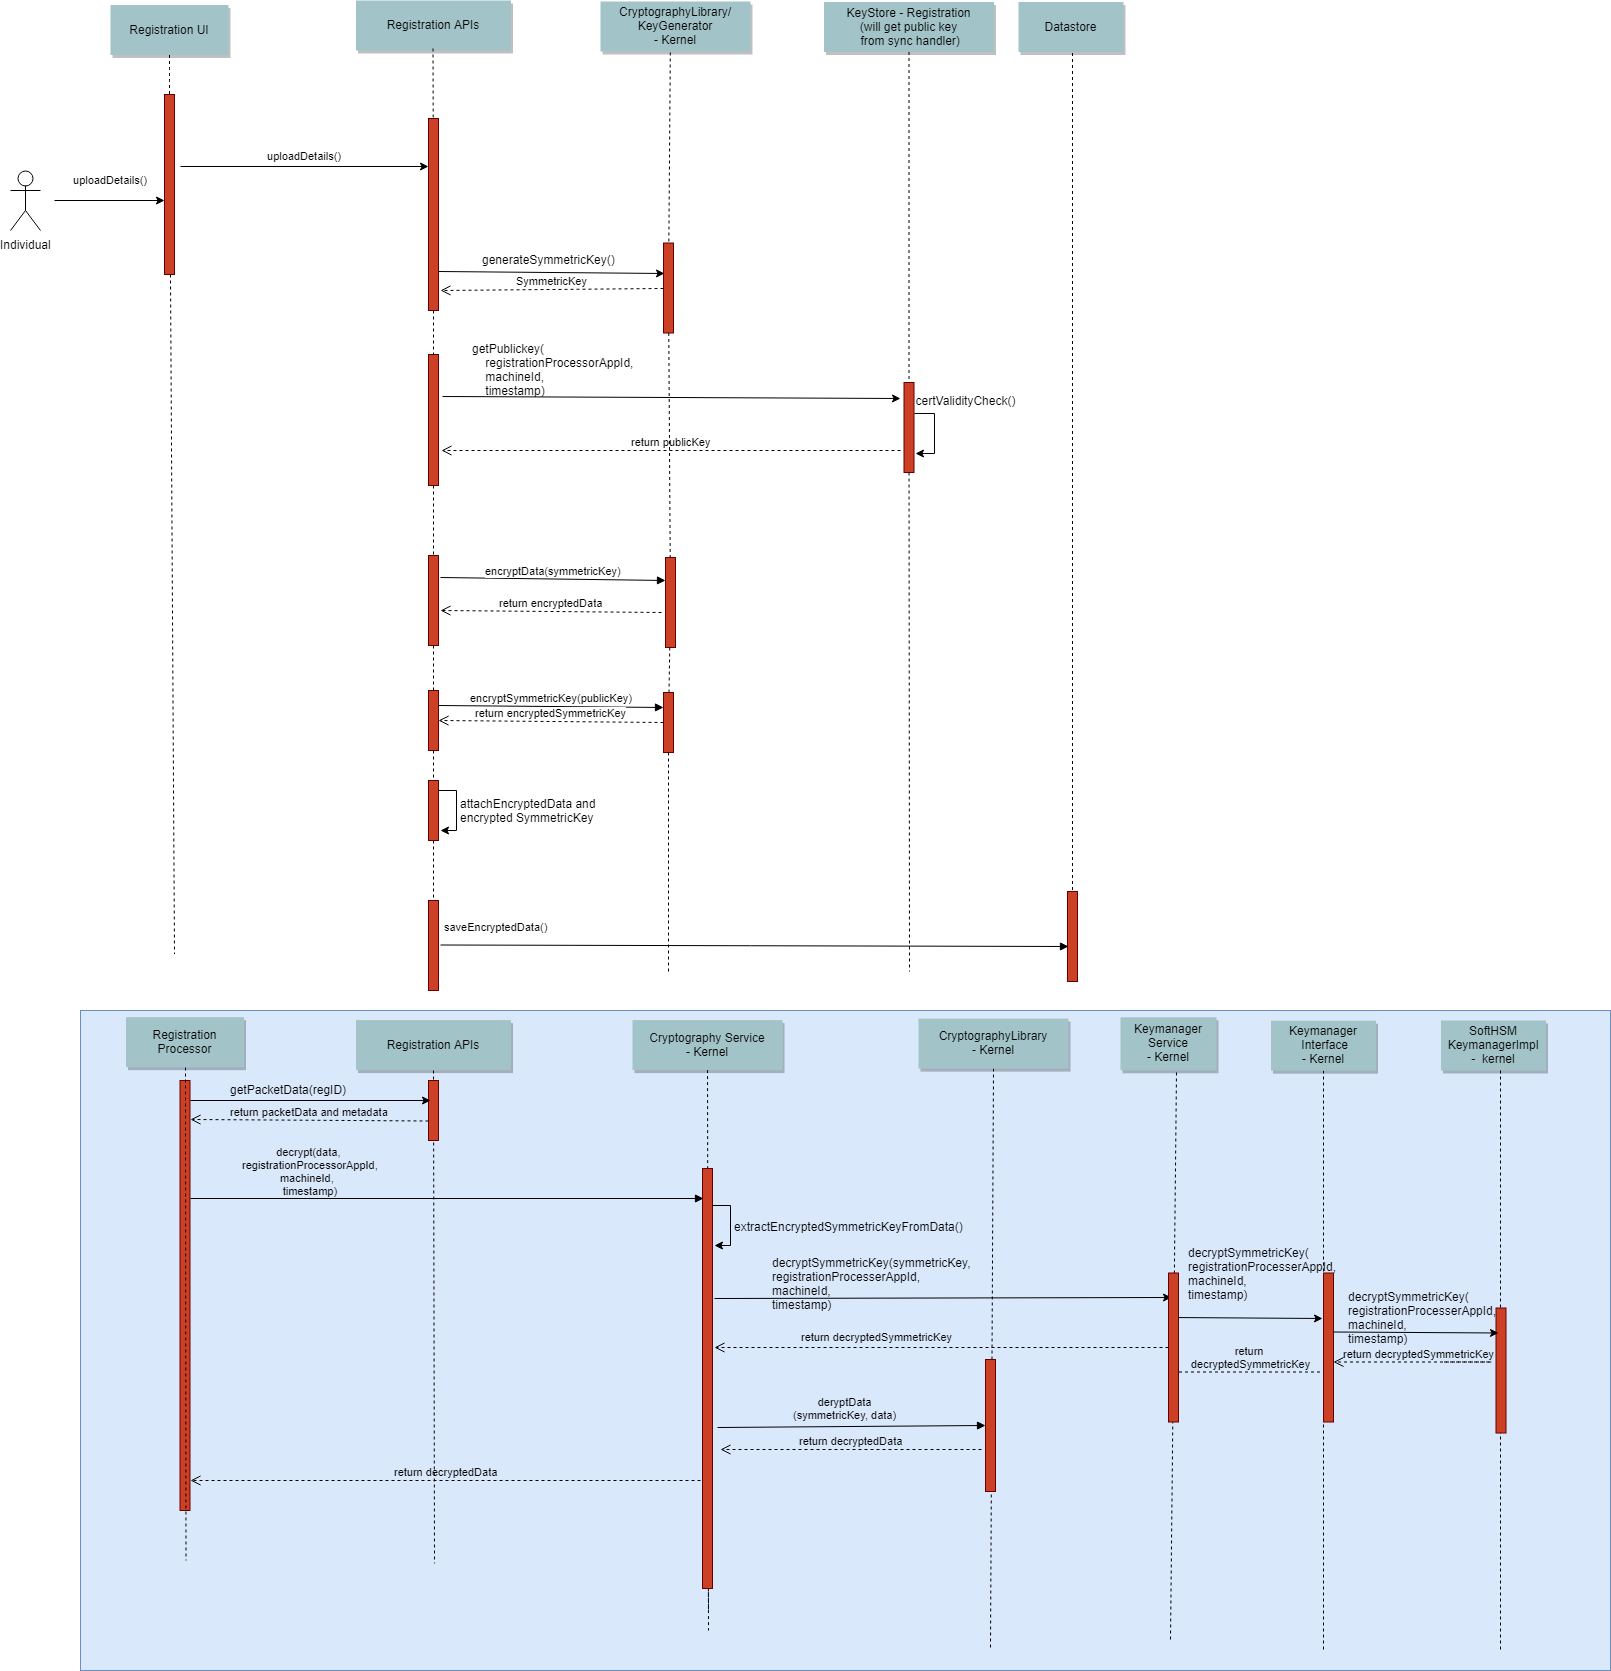 Registration UI
Registration APIs
CryptographyLibrary/
KeyGenerator
- Kernel
KeyStore - Registration
(will get public key
from sync handler)
Datastore
uploadDetails()
uploadDetails()
Individual
generateSymmetricKey()
SymmetricKey
getPublickey(
registrationProcessorAppId,
machineId,
timestamp)
certValidityCheck()
return publicKey
encryptData(symmetricKey)
return encryptedData
encryptSymmetricKey(publicKey)
return encryptedSymmetricKey
attachEncryptedData and
encrypted SymmetricKey
saveEncryptedData()
Registration
Processor
Registration APIs
Cryptography Service
- Kernel
CryptographyLibrary
- Kernel
Keymanager
Service
- Kernel
Keymanager
Interface
- Kernel
SoftHSM
KeymanagerImpl
- kernel
getPacketData(regID)
return packetData and metadata
decrypt(data,
registrationProcessorAppId,
machineId,
timestamp)
extractEncryptedSymmetricKeyFromData()
decryptSymmetricKey(symmetricKey,
registrationProcesserAppId,
machineId,
timestamp)
decryptSymmetricKey(
registrationProcesserAppId,
machineId,
timestamp)
decryptSymmetricKey(
registrationProcesserAppId,
machineId,
timestamp)
return decryptedSymmetricKey
return
decryptedSymmetricKey
return decryptedSymmetricKey
deryptData
(symmetricKey, data)
return decryptedData
return decryptedData